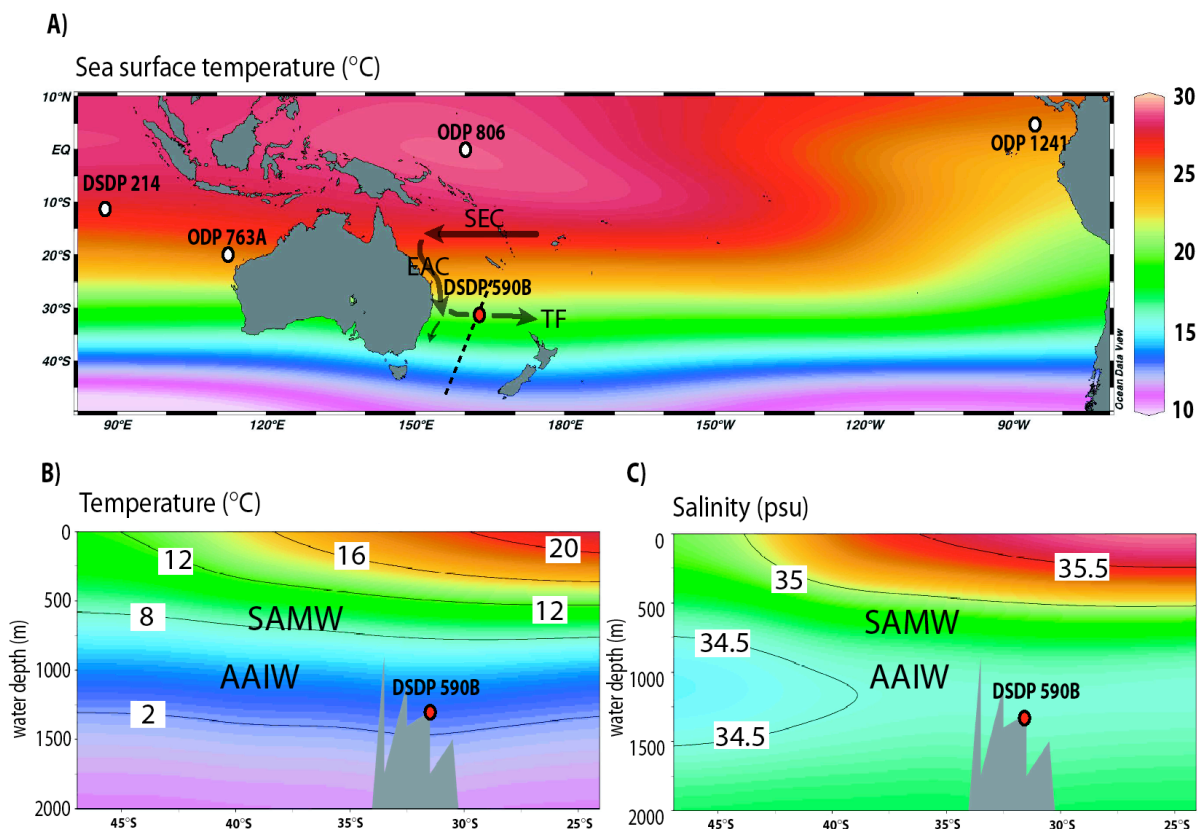 A)
Sea surface temperature (°C)
10°N
EQ
10°S
20°S
30°S
40°S
90°E
120°E
150°E
180°E
150°W
120°W
90°W
DSDP 214
ODP 763A
ODP 806
ODP 1241
SEC
EAC
DSDP 590B
TF
Ocean Data View
30
25
20
15
10
B)
Temperature (°C)
water depth (m)
0
500
1000
1500
2000
12
16
20
8
12
SAMW
AAIW
DSDP 590B
2
45°S
40°S
35°S
30°S
25°S
C)
Salinity (psu)
water depth (m)
0
500
1000
1500
2000
35
35.5
34.5
SAMW
AAIW
DSDP 590B
34.5
45°S
40°S
35°S
30°S
25°S